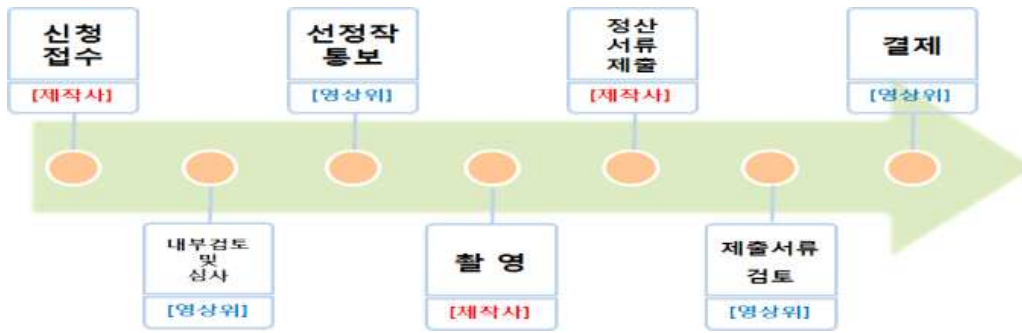 신청
접수
[제작사]
내부검토
및
심사
[영상위]
선정작
통보
[영상위]
촬 영
[제작사]
정산
서류
제출
[제작사]
제출서류
검토
[영상위]
결제
[영상위]